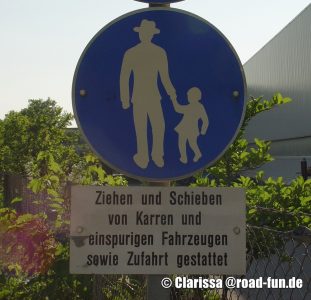 Ziehen und Schieben
von Karren und
einspurigen Fahrzeugen
sowie Zufahrt gestattet
© Clarissa @road-fun.de